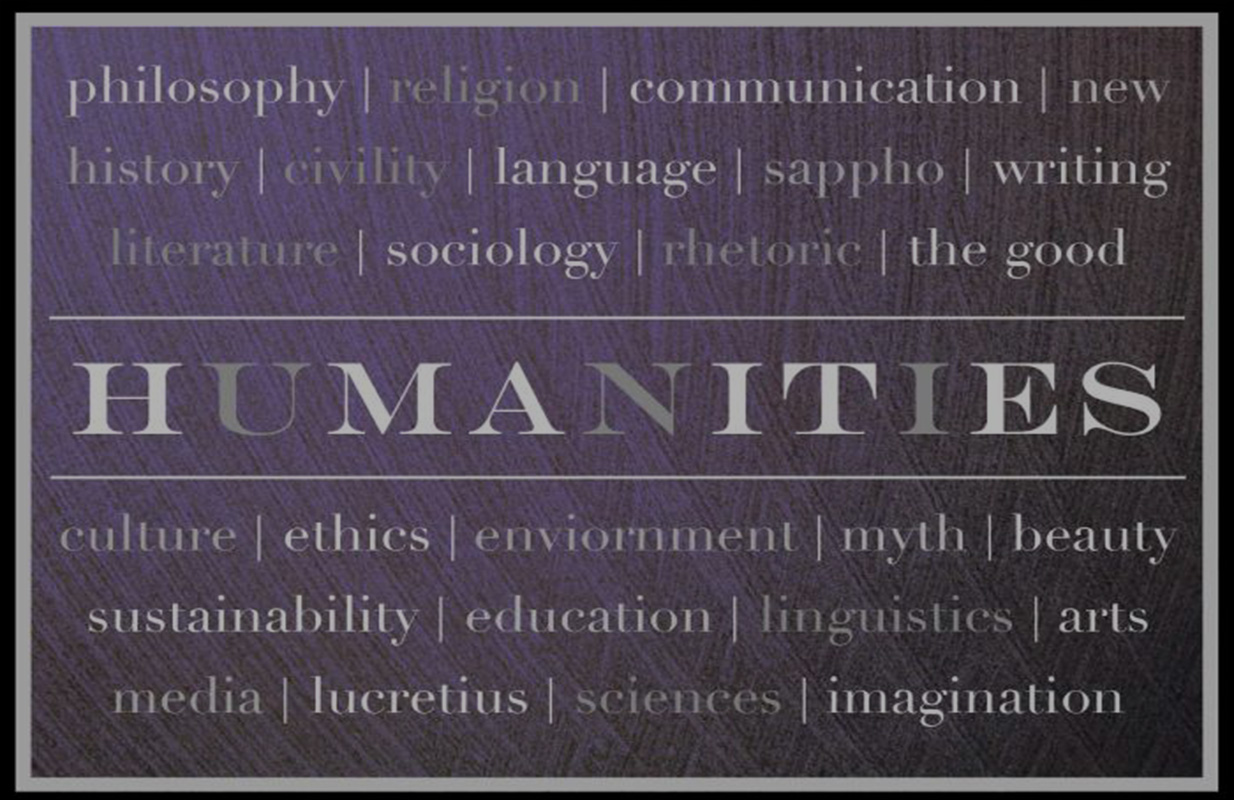 philosophy | religion | communication | new
history | civility | language | sappho | writing
literature | sociology | rhetoric | the good
HUMANITIES
culture | ethics | enviornment | myth | beauty
sustainability | education | linguistics | arts
media | lucretius | sciences | imagination